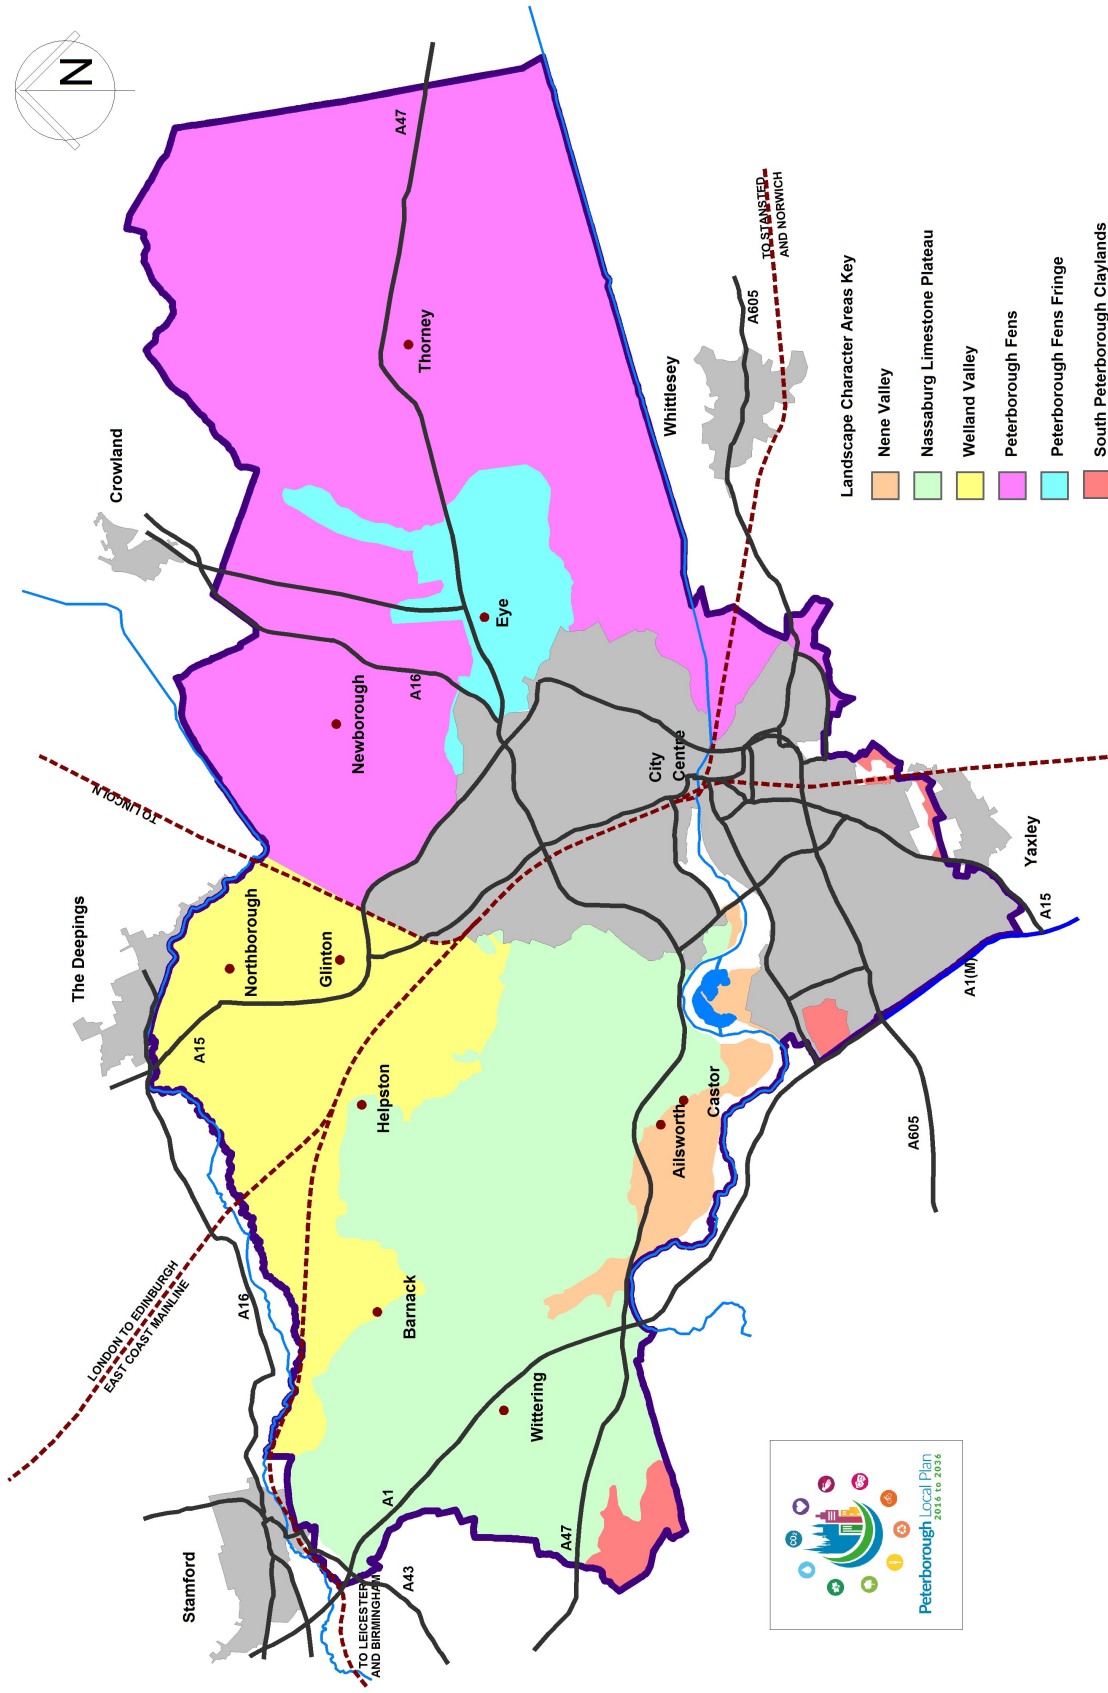 N
Stamford
The Deepings
Crowland
LONDON TO EDINBURGH
EAST COAST MAINLINE
TO LINCOLN
A16
A15
A16
A47
Northborough
Glinton
Newborough
Thorney
Eye
Helpston
Barnack
Wittering
Ailsworth
Castor
City
Centre
Whittlesey
Yaxley
A1
A43
A47
TO LEICESTER
AND BIRMINGHAM
A605
A1(M)
A15
A605
TO STANSTED
AND NORWICH
Landscape Character Areas Key
Nene Valley
Nassaburg Limestone Plateau
Welland Valley
Peterborough Fens
Peterborough Fens Fringe
South Peterborough Claylands
CO2
Peterborough Local Plan
2016 to 2036